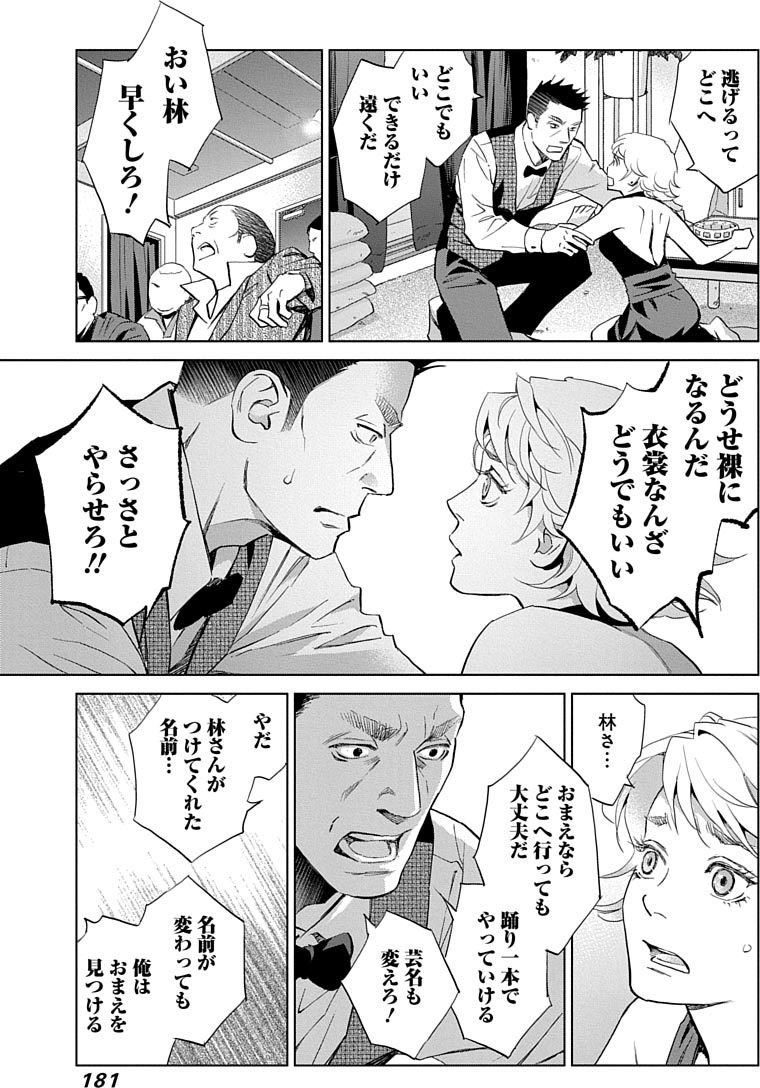 逃げるって
どこへ
どこでも
いい
できるだけ
遠くだ
おい林
早くしろ！
どうせ裸に
なるんだ
衣裳なんざ
どうでもいい
さっさと
やらせろ!!
林さ…
おまえなら
どこへ行っても
大丈夫だ
踊り一本で
やっていける
芸名も
変えろ！
やだ
林さんが
つけてくれた
名前…
名前が
変わっても
俺は
おまえを
見つける
181